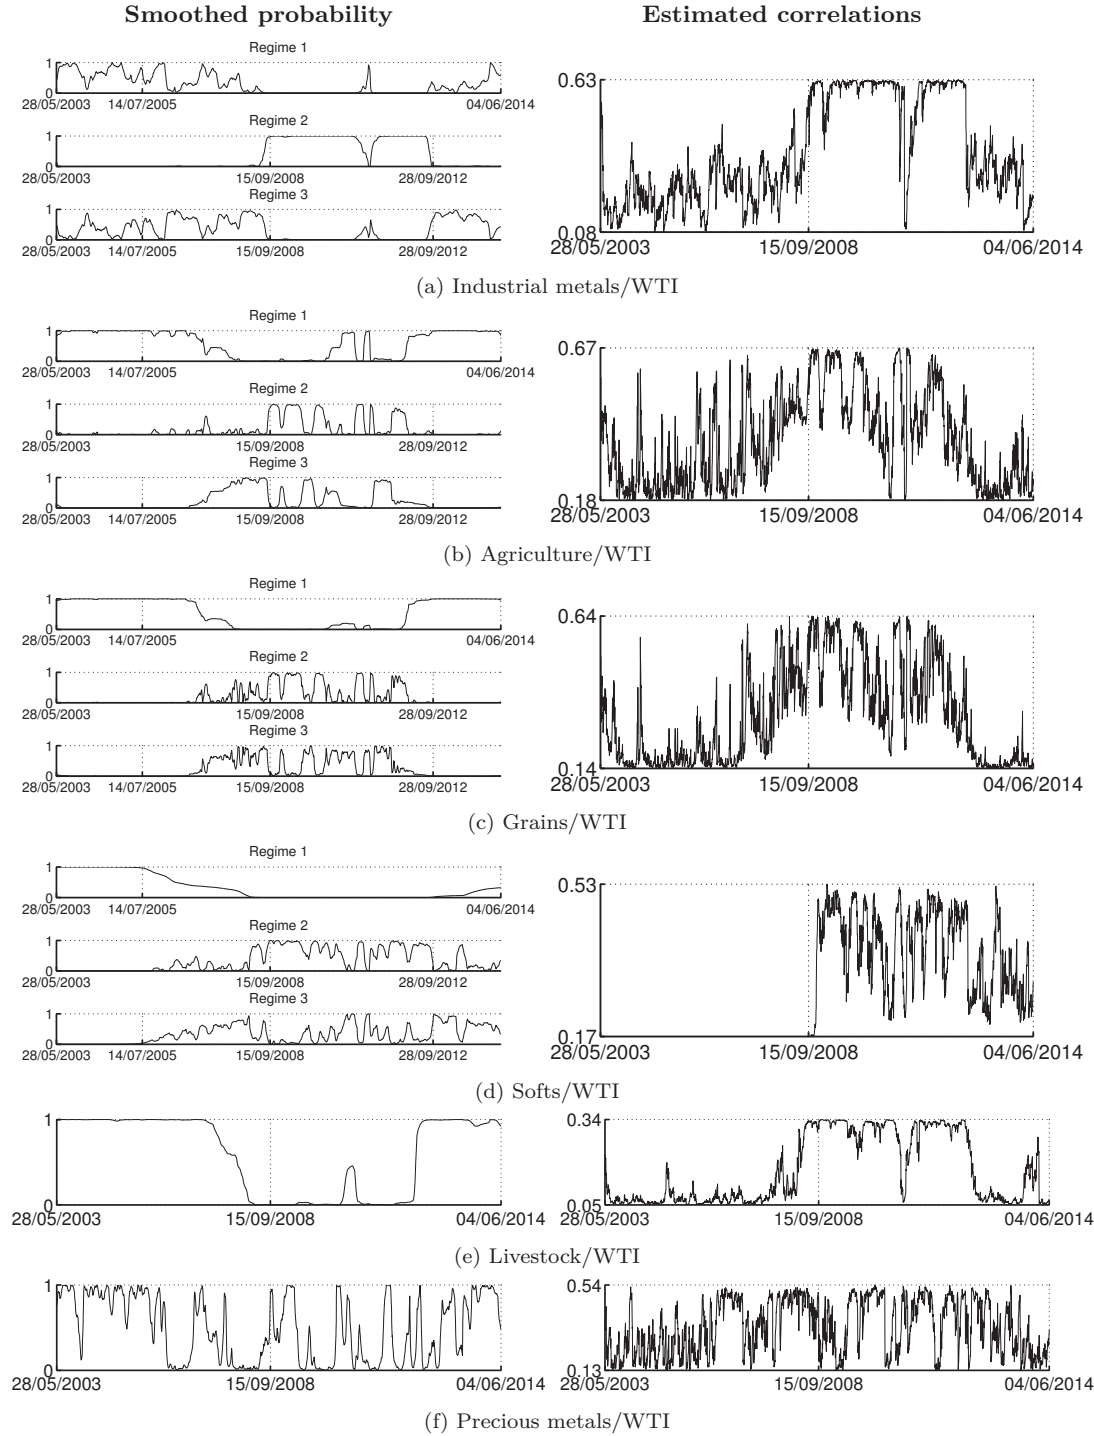 Smoothed probability Estimated correlations
Regime 1
1
0
28/05/2003 14/07/2005 04/06/2014
Regime 2
1
0
28/05/2003 15/09/2008 28/09/2012
Regime 3
1
0
28/05/2003 14/07/2005 15/09/2008 28/09/2012
0.63
0.08
28/05/2003 15/09/2008 04/06/2014
(a) Industrial metals/WTI
Regime 1
1
0
28/05/2003 14/07/2005 04/06/2014
Regime 2
1
0
28/05/2003 15/09/2008 28/09/2012
Regime 3
1
0
28/05/2003 14/07/2005 15/09/2008 28/09/2012
0.67
0.18
28/05/2003 15/09/2008 04/06/2014
(b) Agriculture/WTI
Regime 1
1
0
28/05/2003 14/07/2005 04/06/2014
Regime 2
1
0
28/05/2003 15/09/2008 28/09/2012
Regime 3
1
0
28/05/2003 14/07/2005 15/09/2008 28/09/2012
0.64
0.14
28/05/2003 15/09/2008 04/06/2014
(c) Grains/WTI
Regime 1
1
0
28/05/2003 14/07/2005 04/06/2014
Regime 2
1
0
28/05/2003 15/09/2008 28/09/2012
Regime 3
1
0
28/05/2003 14/07/2005 15/09/2008 28/09/2012
0.53
0.17
28/05/2003 15/09/2008 04/06/2014
(d) Softs/WTI
1
0
28/05/2003 15/09/2008 04/06/2014
0.34
0.05
28/05/2003 15/09/2008 04/06/2014
(e) Livestock/WTI
1
0
28/05/2003 15/09/2008 04/06/2014
0.54
0.13
28/05/2003 15/09/2008 04/06/2014
(f) Precious metals/WTI